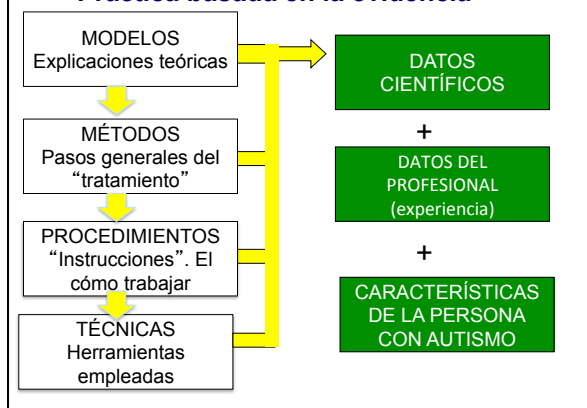 Práctica basada en la evidencia
MODELOS
Explicaciones teóricas
MÉTODOS
Pasos generales del
“tratamiento”
PROCEDIMIENTOS
“Instrucciones”. El
cómo trabajar
TÉCNICAS
Herramientas
empleadas
DATOS
CIENTÍFICOS
+
DATOS DEL
PROFESIONAL
(experiencia)
+
CARACTERÍSTICAS
DE LA PERSONA
CON AUTISMO